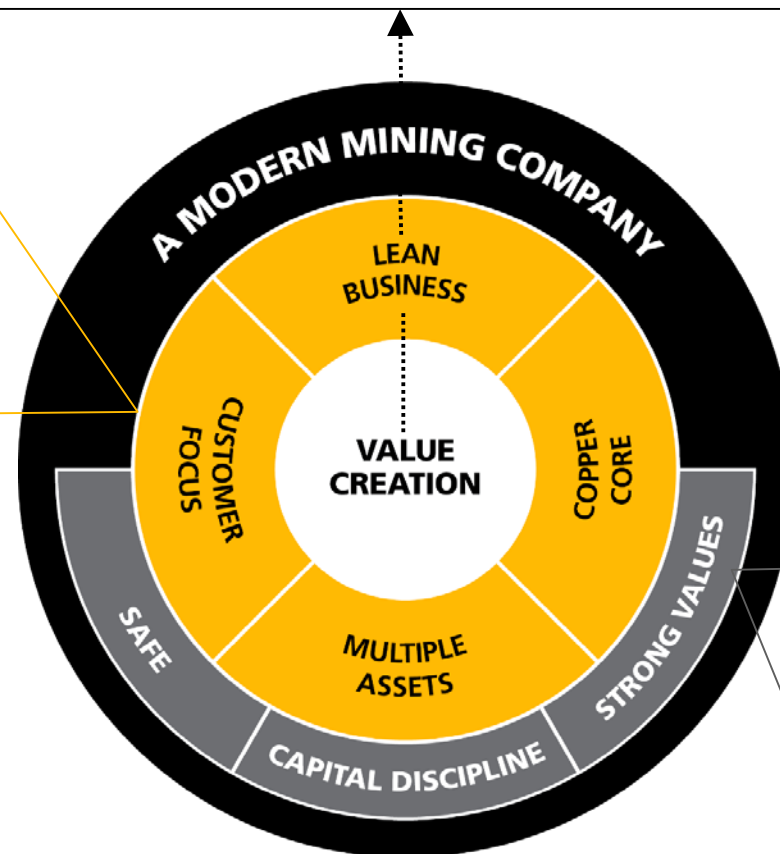 A MODERN MINING COMPANY
LEAN
BUSINESS
CUSTOMER
FOCUS
VALUE
CREATION
COPPER
CORE
MULTIPLE
ASSETS
SAFE
CAPITAL DISCIPLINE
STRONG VALUES